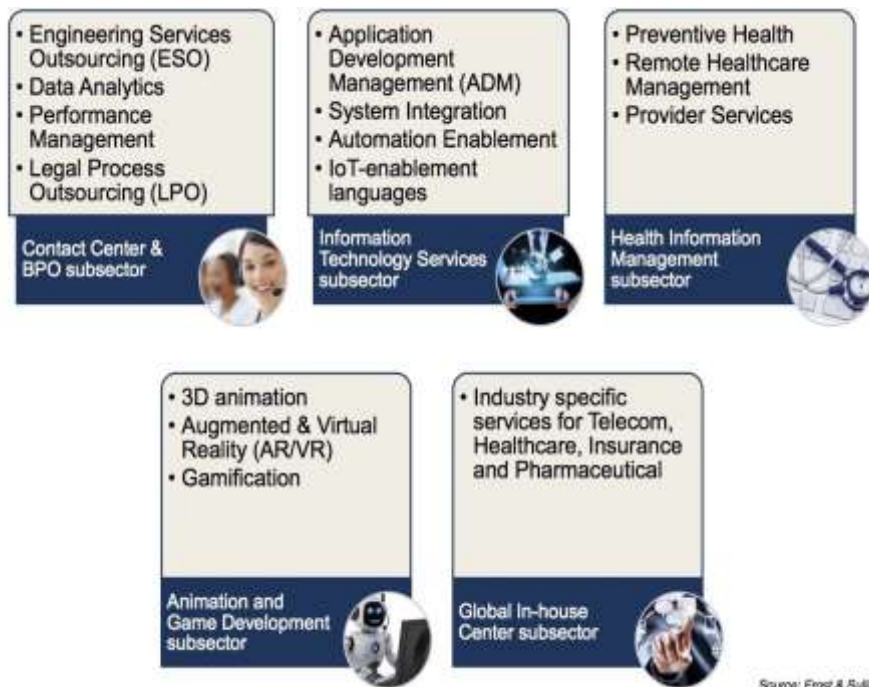 • Engineering Services
Outsourcing (ESO)
• Data Analytics
• Performance
Management
• Legal Process
Outsourcing (LPO)
Contact Center &
BPO subsector
• Application
Development
Management (ADM)
• System Integration
• Automation Enablement
• IoT-enablement
languages
Information
Technology Services
subsector
• Preventive Health
• Remote Healthcare
Management
• Provider Services
Health Information
Management
subsector
• 3D animation
• Augmented & Virtual
Reality (AR/VR)
• Gamification
Animation and
Game Development
subsector
• Industry specific
services for Telecom,
Healthcare, Insurance
and Pharmaceutical
Global In-house
Center subsector
Source: Frost &